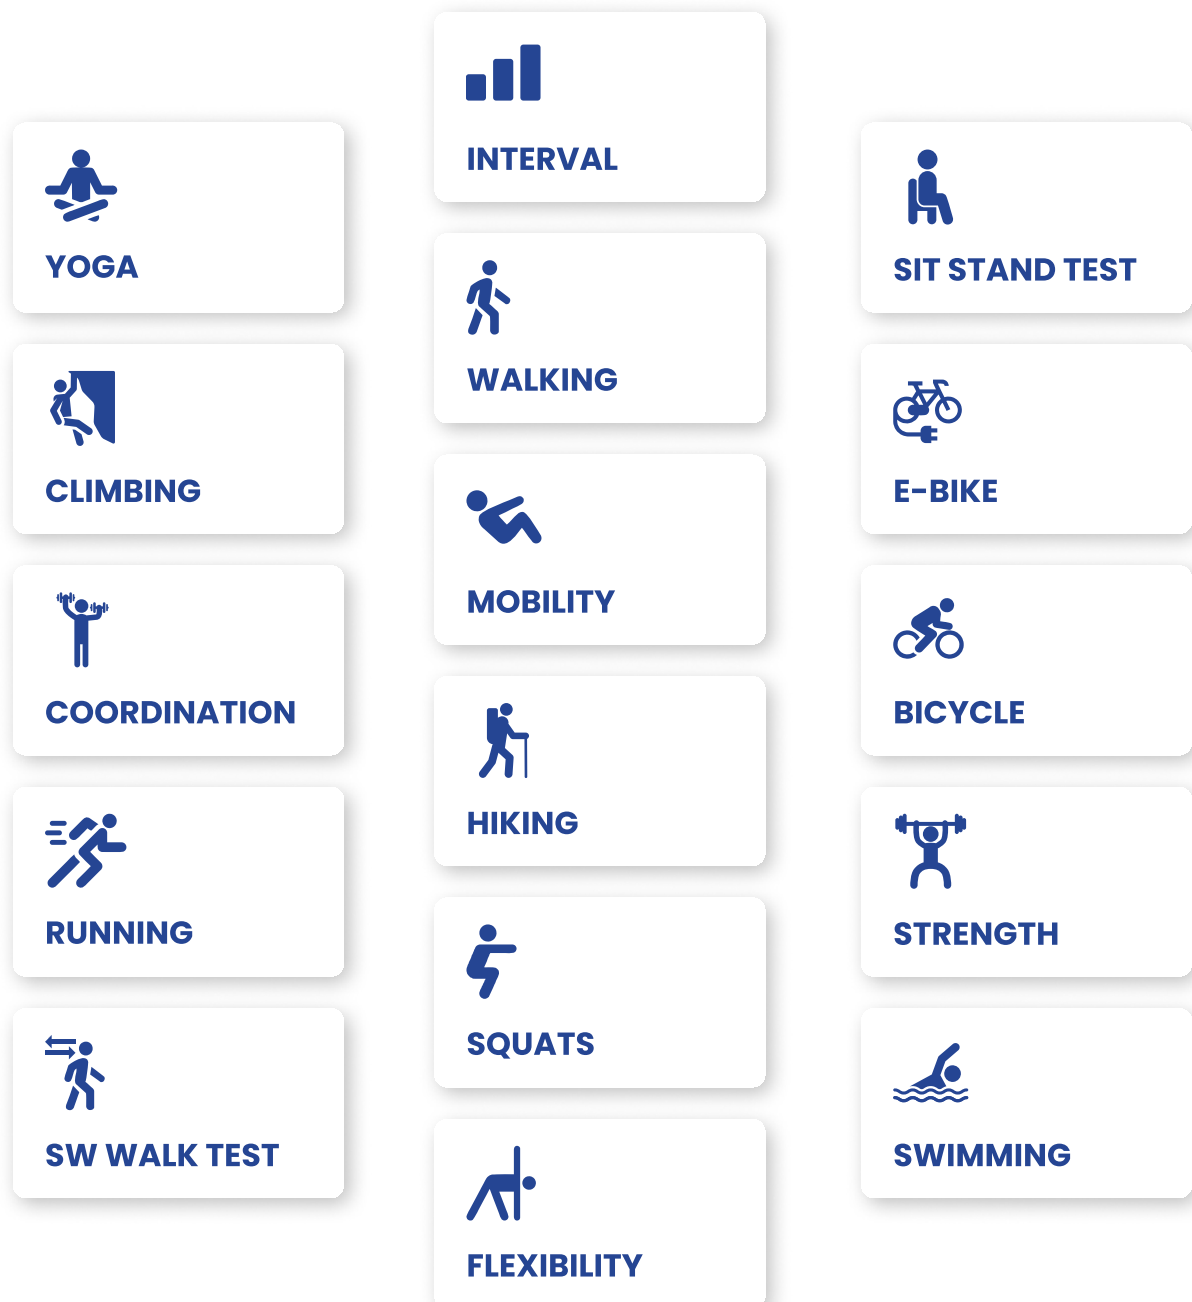 YOGA
CLIMBING
COORDINATION
RUNNING
SW WALK TEST
INTERVAL
WALKING
MOBILITY
HIKING
SQUATS
FLEXIBILITY
SIT STAND TEST
E-BIKE
BICYCLE
STRENGTH
SWIMMING